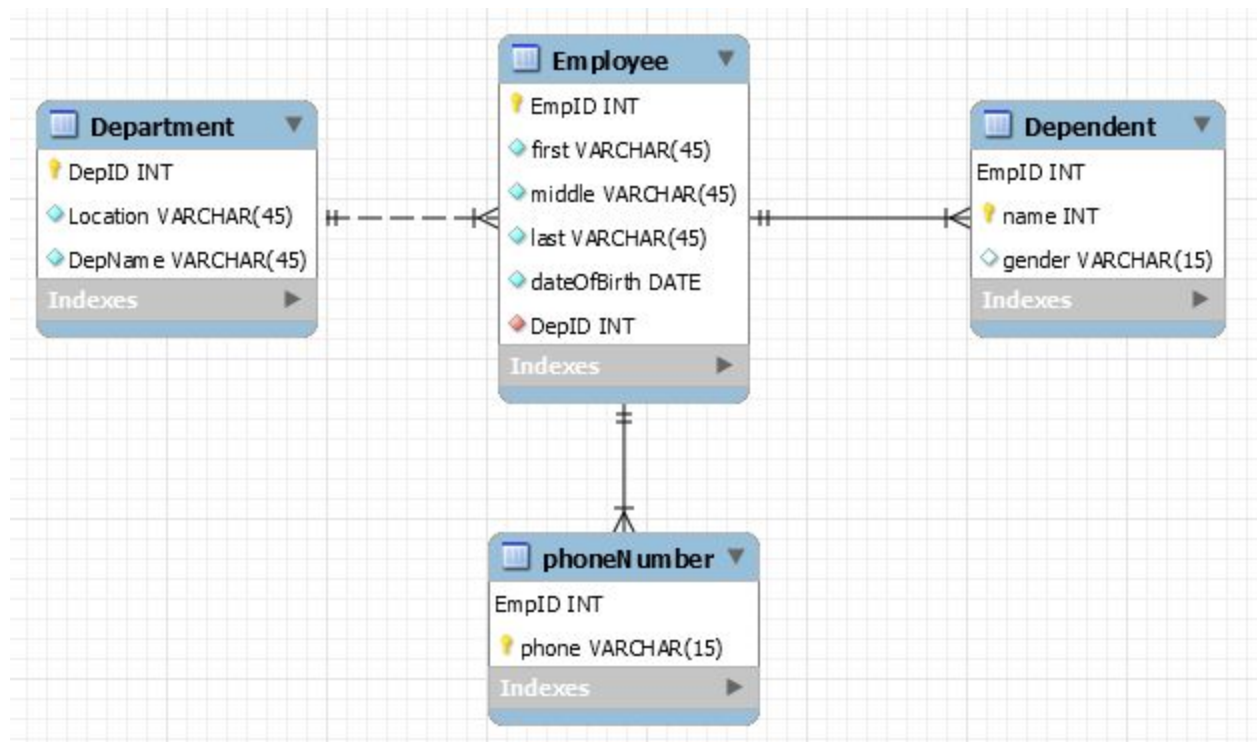 Department
DepID INT
Location VARCHAR(45)
DepName VARCHAR(45)
Indexes
Employee
EmpID INT
first VARCHAR(45)
middle VARCHAR(45)
last VARCHAR(45)
dateOfBirth DATE
DepID INT
Indexes
Dependent
EmpID INT
name INT
gender VARCHAR(15)
Indexes
phoneNumber
EmpID INT
phone VARCHAR(15)
Indexes